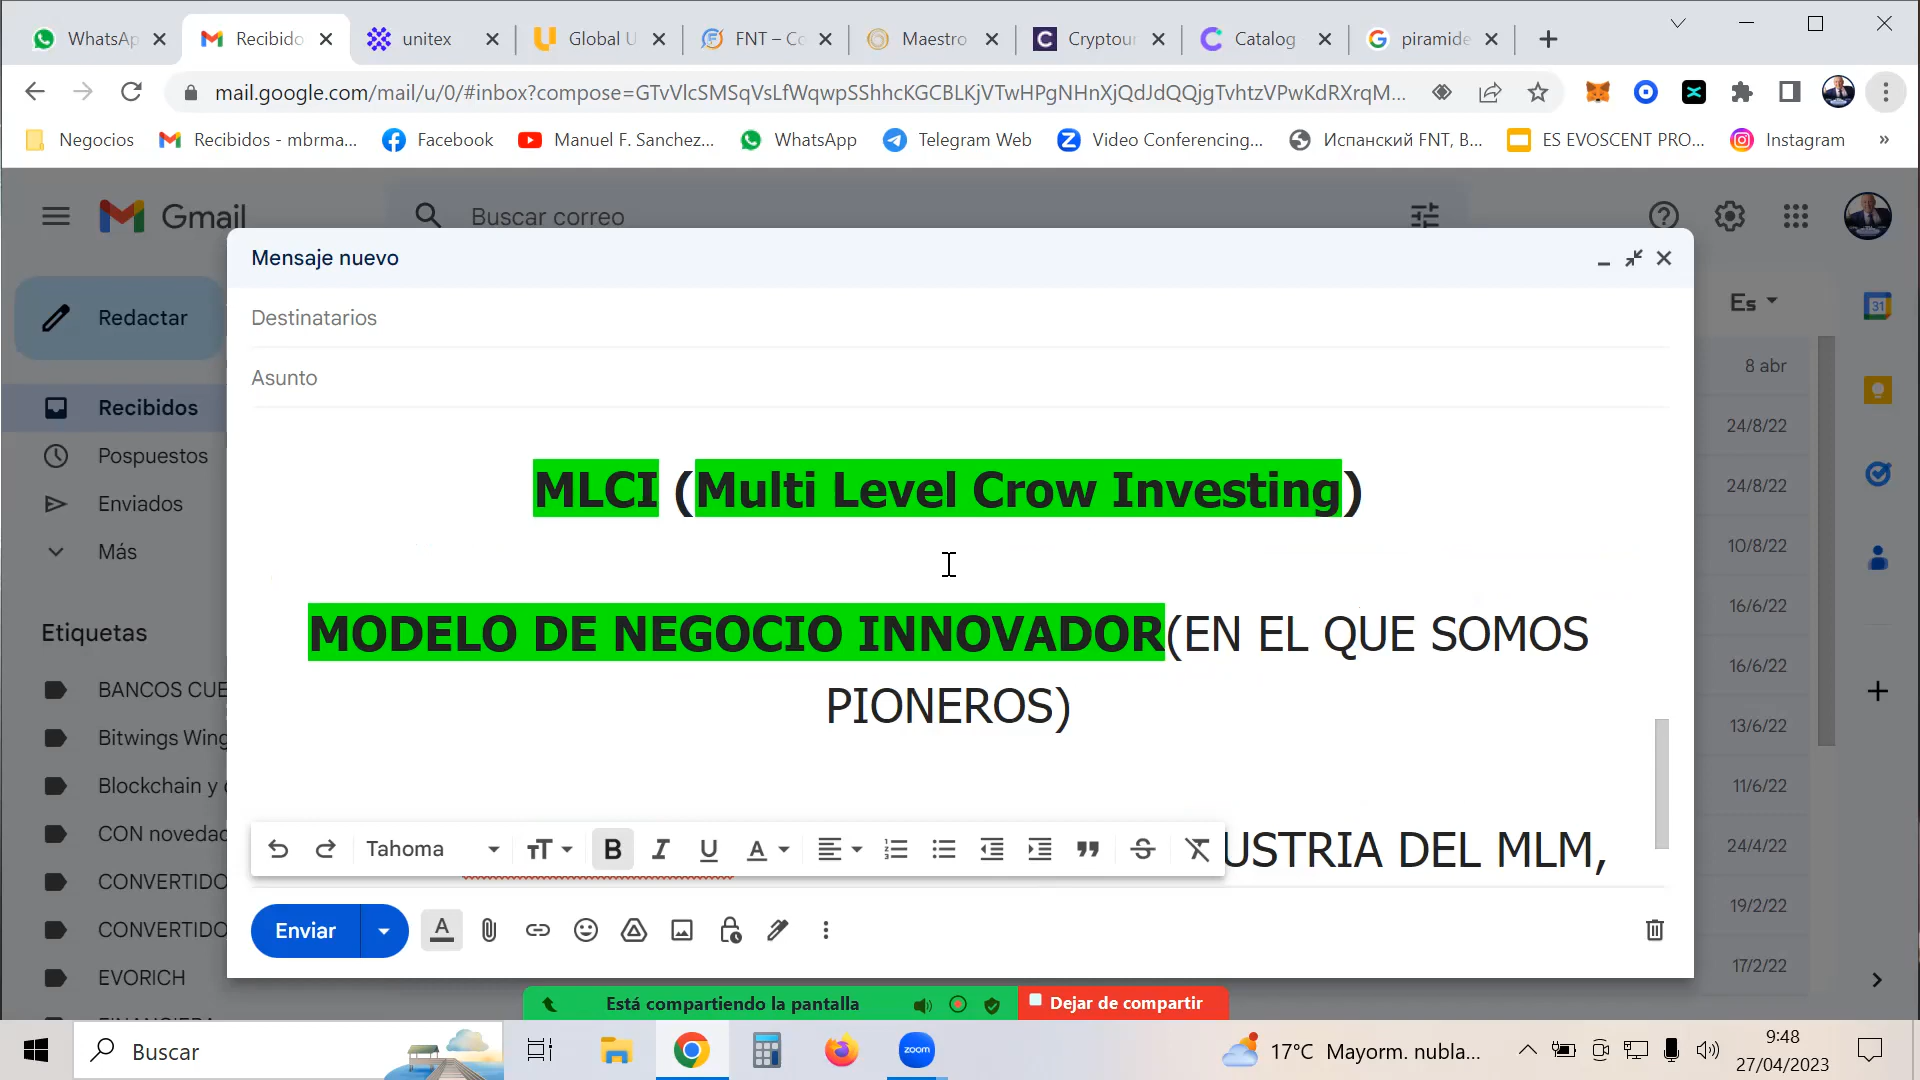 WhatsAp
Recibido
unitex
Global U
FNT – Co
Maestro
Cryptour
Catalog
piramide
mail.google.com/mail/u/0/#inbox?compose=GTvVlcSMSqVsLfWqwpSShhcKGCBLKjVTwHPgNHnXjQdJdQQjgTvhtzVPwKdRXrqM...
Negocios
Recibidos - mbrma...
Facebook
Manuel F. Sanchez...
WhatsApp
Telegram Web
Video Conferencing...
Испанский FNT, B...
ES EVOSCENT PRO...
Instagram
»
Gmail
Buscar correo
Redactar
Recibidos
Pospuestos
Enviados
Más
Etiquetas
BANCOS CUE
Bitwings Wing
Blockchain y
CON novedad
CONVERTIDO
CONVERTIDO
EVORICH
Mensaje nuevo
Destinatarios
Asunto
MLCI (Multi Level Crow Investing)
MODELO DE NEGOCIO INNOVADOR(EN EL QUE SOMOS
PIONEROS)
USTRIA DEL MLM,
Tahoma
Enviar
Es
8 abr
24/8/22
24/8/22
10/8/22
16/6/22
16/6/22
13/6/22
11/6/22
24/4/22
19/2/22
17/2/22
31
Está compartiendo la pantalla
Dejar de compartir
Buscar
zoom
17°C Mayorm. nubla...
9:48
27/04/2023